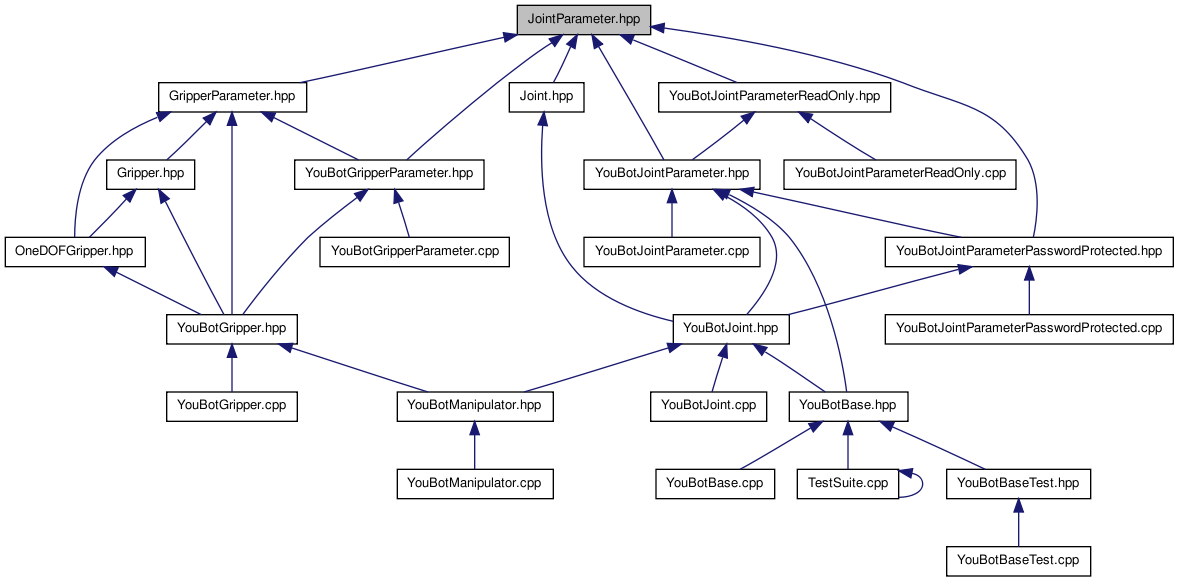 JointParameter.hpp
GripperParameter.hpp
Joint.hpp
YouBotJointParameterReadOnly.hpp
Gripper.hpp
YouBotGripperParameter.hpp
YouBotJointParameter.hpp
YouBotJointParameterReadOnly.cpp
OneDOFGripper.hpp
YouBotGripperParameter.cpp
YouBotJointParameter.cpp
YouBotJointParameterPasswordProtected.hpp
YouBotGripper.hpp
YouBotJoint.hpp
YouBotJointParameterPasswordProtected.cpp
YouBotGripper.cpp
YouBotManipulator.hpp
YouBotJoint.cpp
YouBotBase.hpp
YouBotManipulator.cpp
YouBotBase.cpp
TestSuite.cpp
YouBotBaseTest.hpp
YouBotBaseTest.cpp